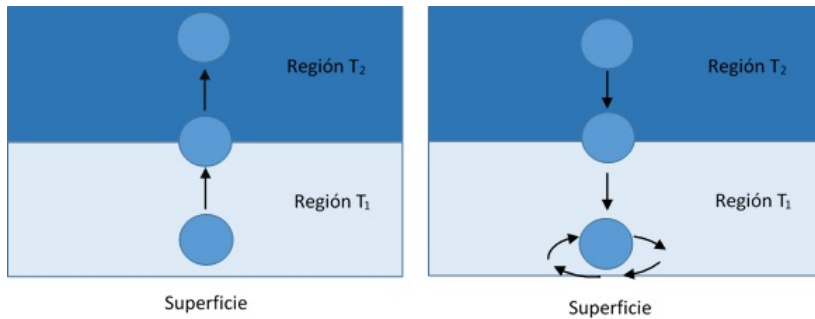 Región T₂
Región T₁
Superficie
Región T₂
Región T₁
Superficie